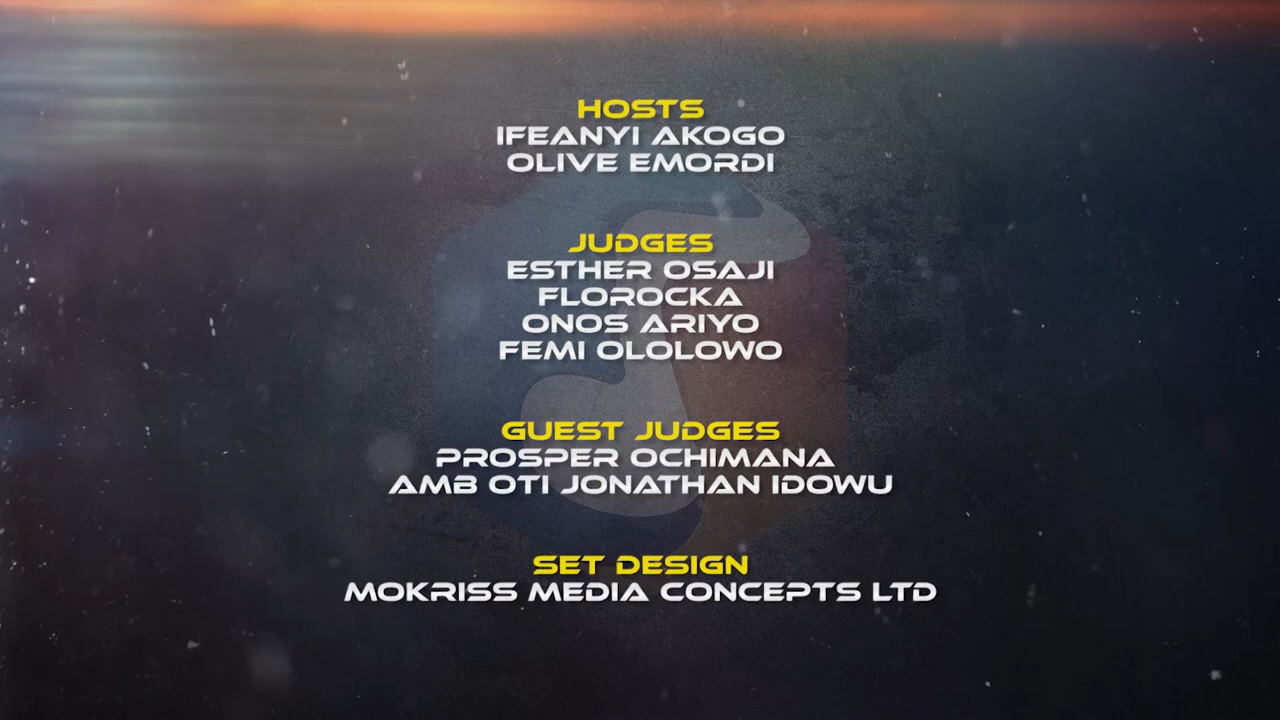 HOSTS
IFEANYI AKOGO
OLIVE EMORDI
JUDGES
ESTHER OSAJI
FLOROCKA
ONOS ARIYO
FEMI OLOLOWO
GUEST JUDGES
PROSPER OCHIMANA
AMB OTI JONATHAN IDOWU
SET DESIGN
MOKRISS MEDIA CONCEPTS LTD